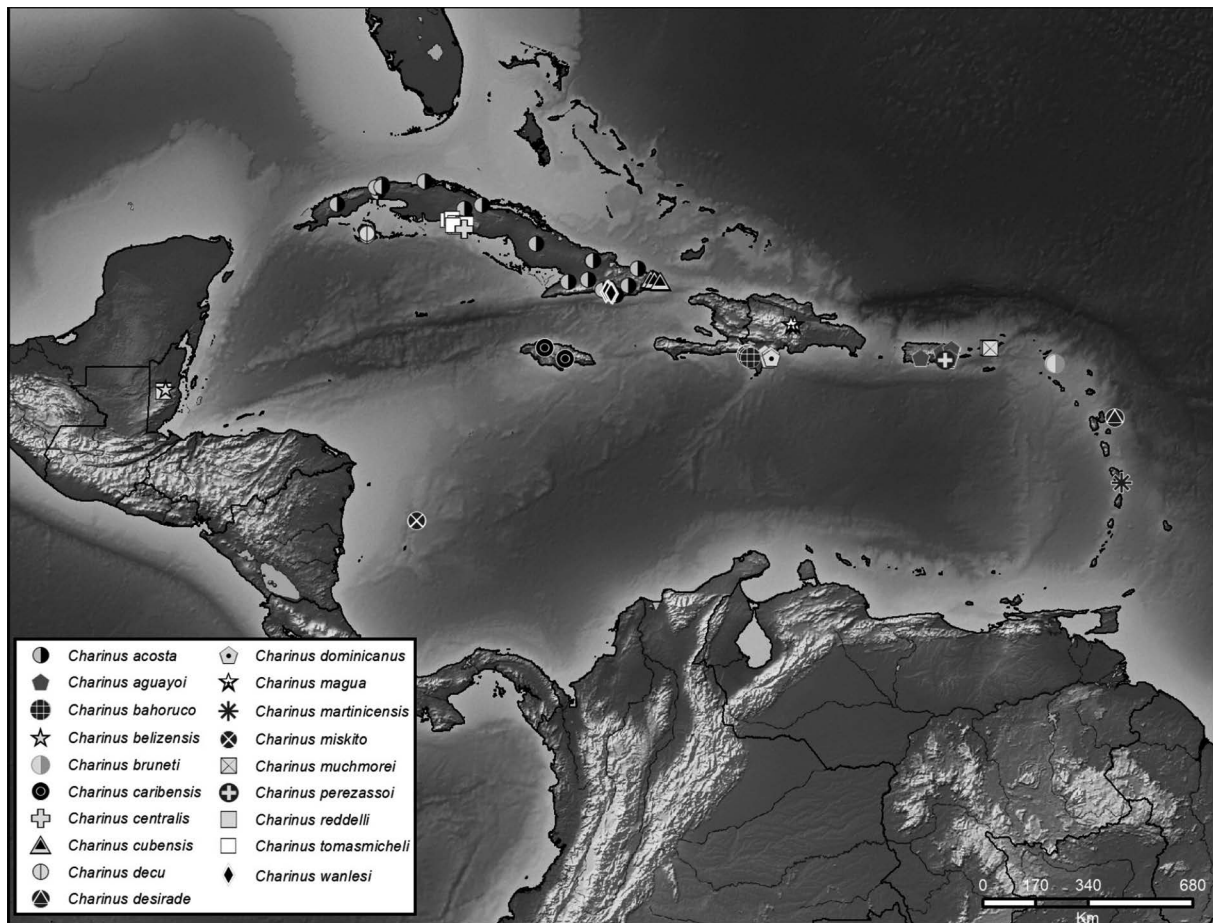 Charinus acosta
Charinus aguayoi
Charinus bahoruco
Charinus belizensis
Charinus bruneti
Charinus caribensis
Charinus centralis
Charinus cubensis
Charinus decu
Charinus desirade
Charinus dominicanus
Charinus magua
Charinus martinicensis
Charinus miskito
Charinus muchmorei
Charinus perezassoi
Charinus reddelli
Charinus tomasmicheli
Charinus wanlesi
0 170 340 680
Km